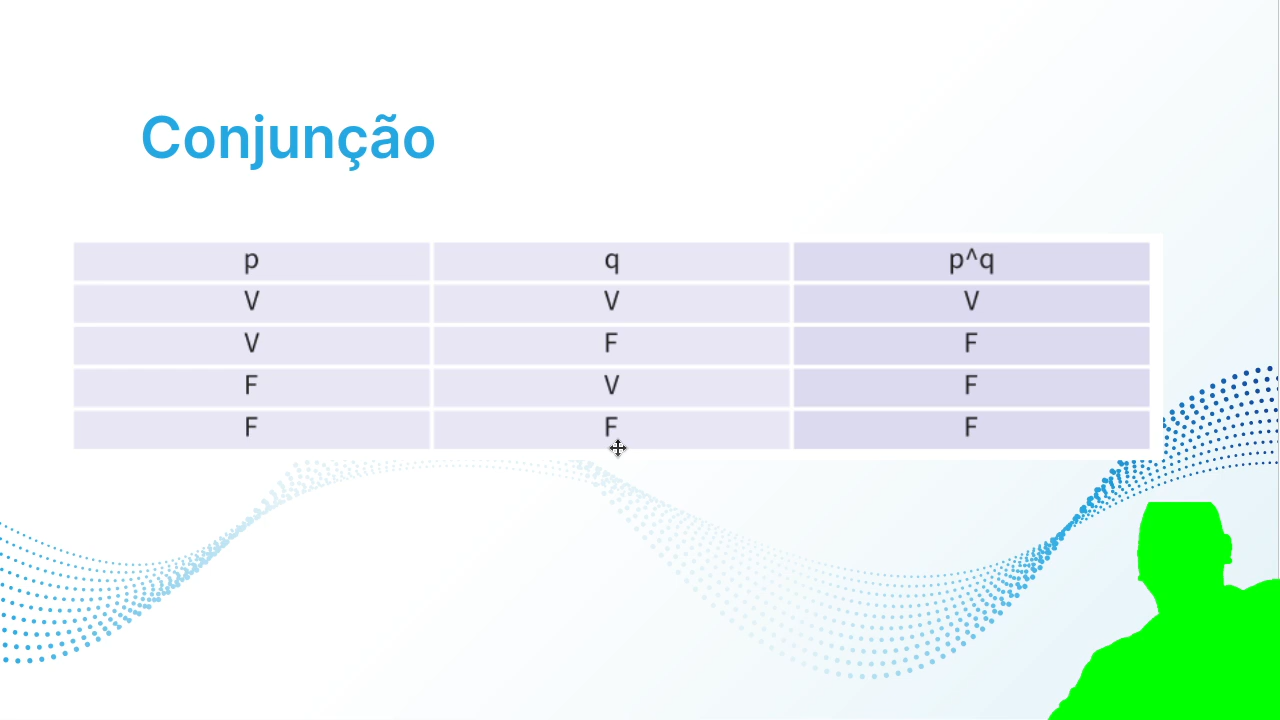 Conjunção
p q p^q
V V V
V F F
F V F
F F F